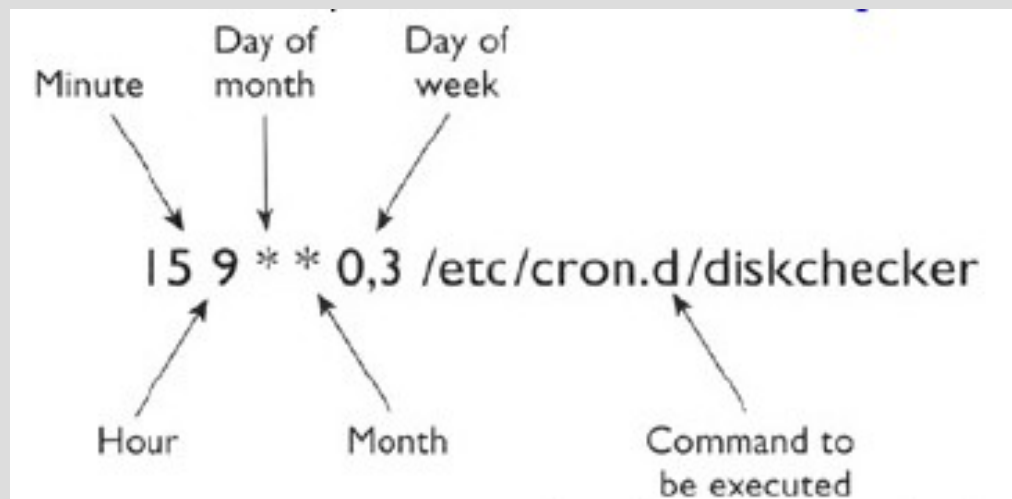 Day of month
Day of week
Minute
15 9 * * 0,3 /etc/cron.d/diskchecker
Hour
Month
Command to be executed